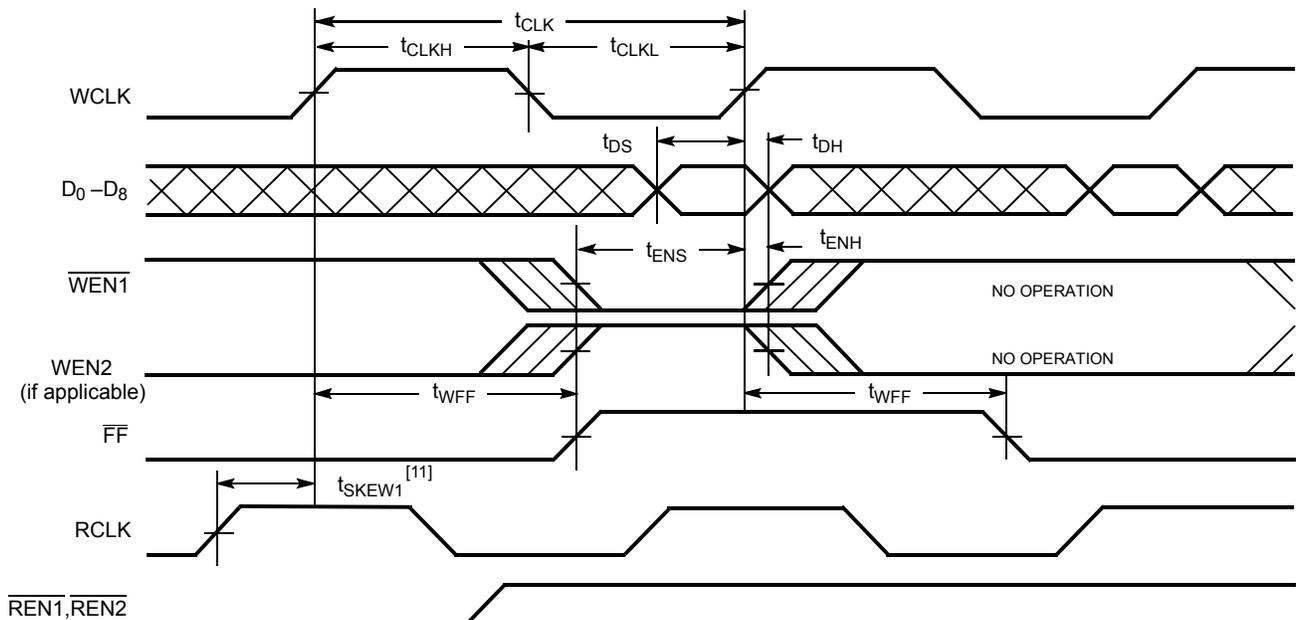 tCLK
tCLKH
tCLKL
WCLK
tDS
tDH
D0 –D8
tENS
tENH
WEN1
NO OPERATION
WEN2
(if applicable)
NO OPERATION
tWFF
tWFF
FF
tSKEW1[11]
RCLK
REN1,REN2